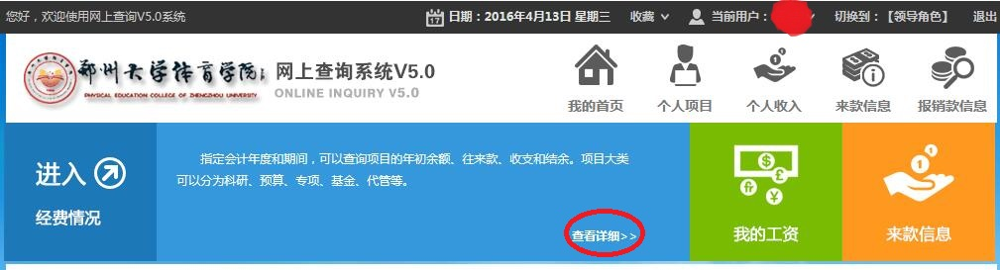 您好，欢迎使用网上查询V5.0系统
17 日期：2016年4月13日 星期三 收藏 当前用户： 切换到：【领导角色】 退出
郑州大学体育学院
PHYSICAL EDUCATION COLLEGE OF ZHENGZHOU UNIVERSITY
网上查询系统V5.0
ONLINE INQUIRY V5.0
我的首页 个人项目 个人收入 来款信息 报销款信息
进入
经费情况
指定会计年度和期间，可以查询项目的年初余额、往来款、收支和结余。项目大类
可以分为科研、预算、专项、基金、代管等。
查看详细>>
我的工资
来款信息